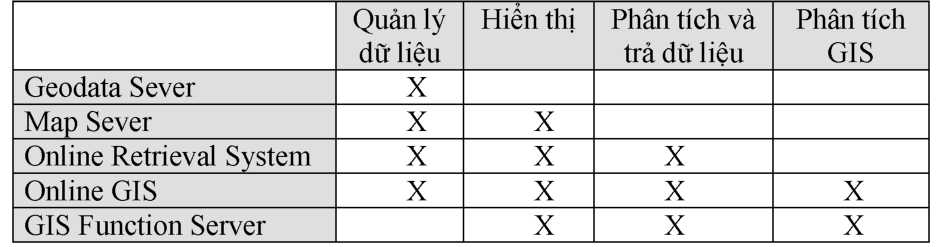 Quản lý dữ liệu Hiển thị Phân tích và trả dữ liệu Phân tích GIS
Geodata Sever X
Map Sever X X
Online Retrieval System X X X
Online GIS X X X X
GIS Function Server X X X